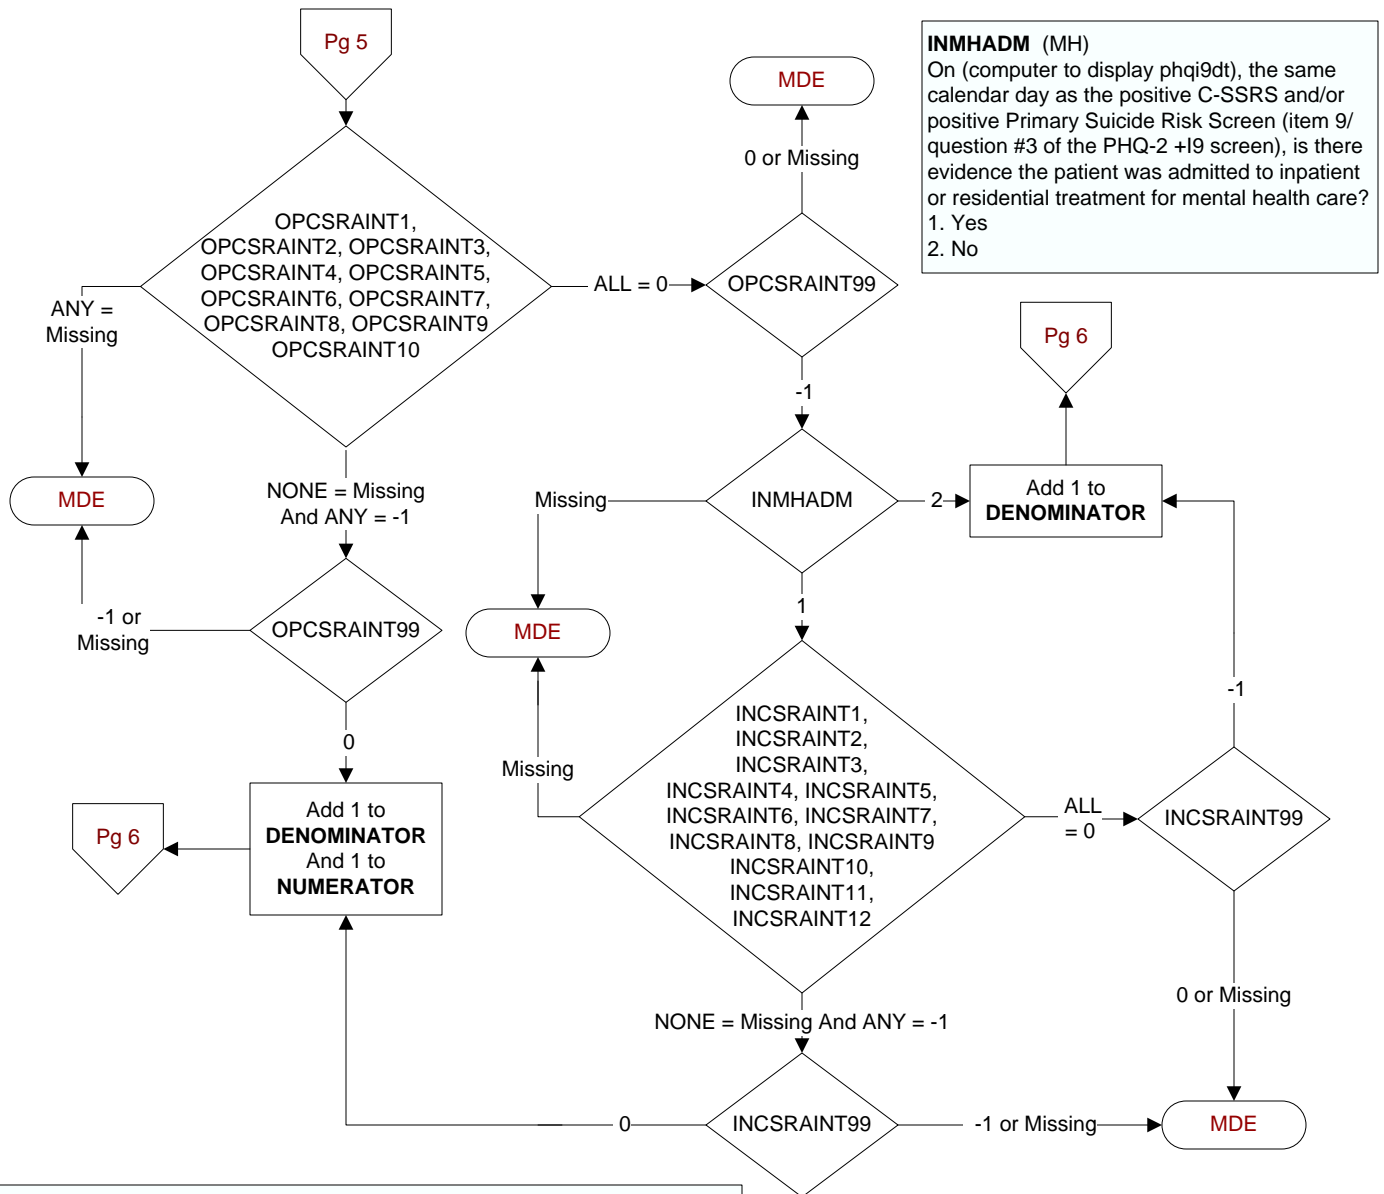 Pg 5
MDE
INMHADM (MH)
On (computer to display phqi9dt), the same
calendar day as the positive C-SSRS and/or
positive Primary Suicide Risk Screen (item 9/
question #3 of the PHQ-2 +I9 screen), is there
evidence the patient was admitted to inpatient
or residential treatment for mental health care?
1. Yes
2. No
0 or Missing
OPCSRAINT1,
OPCSRAINT2, OPCSRAINT3,
OPCSRAINT4, OPCSRAINT5,
OPCSRAINT6, OPCSRAINT7,
OPCSRAINT8, OPCSRAINT9
OPCSRAINT10
ALL = 0
OPCSRAINT99
ANY =
Missing
Pg 6
-1
MDE
NONE = Missing
And ANY = -1
Missing
INMHADM
2
Add 1 to
DENOMINATOR
-1 or
Missing
OPCSRAINT99
1
MDE
0
Missing
INCSRAINT1,
INCSRAINT2,
INCSRAINT3,
INCSRAINT4, INCSRAINT5,
INCSRAINT6, INCSRAINT7,
INCSRAINT8, INCSRAINT9
INCSRAINT10,
INCSRAINT11,
INCSRAINT12
-1
ALL
= 0
INCSRAINT99
Pg 6
Add 1 to
DENOMINATOR
And 1 to
NUMERATOR
0 or Missing
NONE = Missing And ANY = -1
0
INCSRAINT99
-1 or Missing
MDE